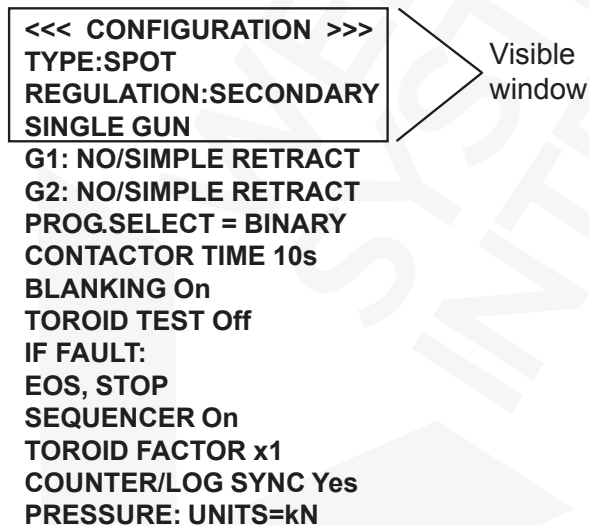 <<< CONFIGURATION >>>
TYPE:SPOT
REGULATION:SECONDARY
SINGLE GUN
Visible
window
G1: NO/SIMPLE RETRACT
G2: NO/SIMPLE RETRACT
PROG.SELECT = BINARY
CONTACTOR TIME 10s
BLANKING On
TOROID TEST Off
IF FAULT:
EOS, STOP
SEQUENCER On
TOROID FACTOR x1
COUNTER/LOG SYNC Yes
PRESSURE: UNITS=kN